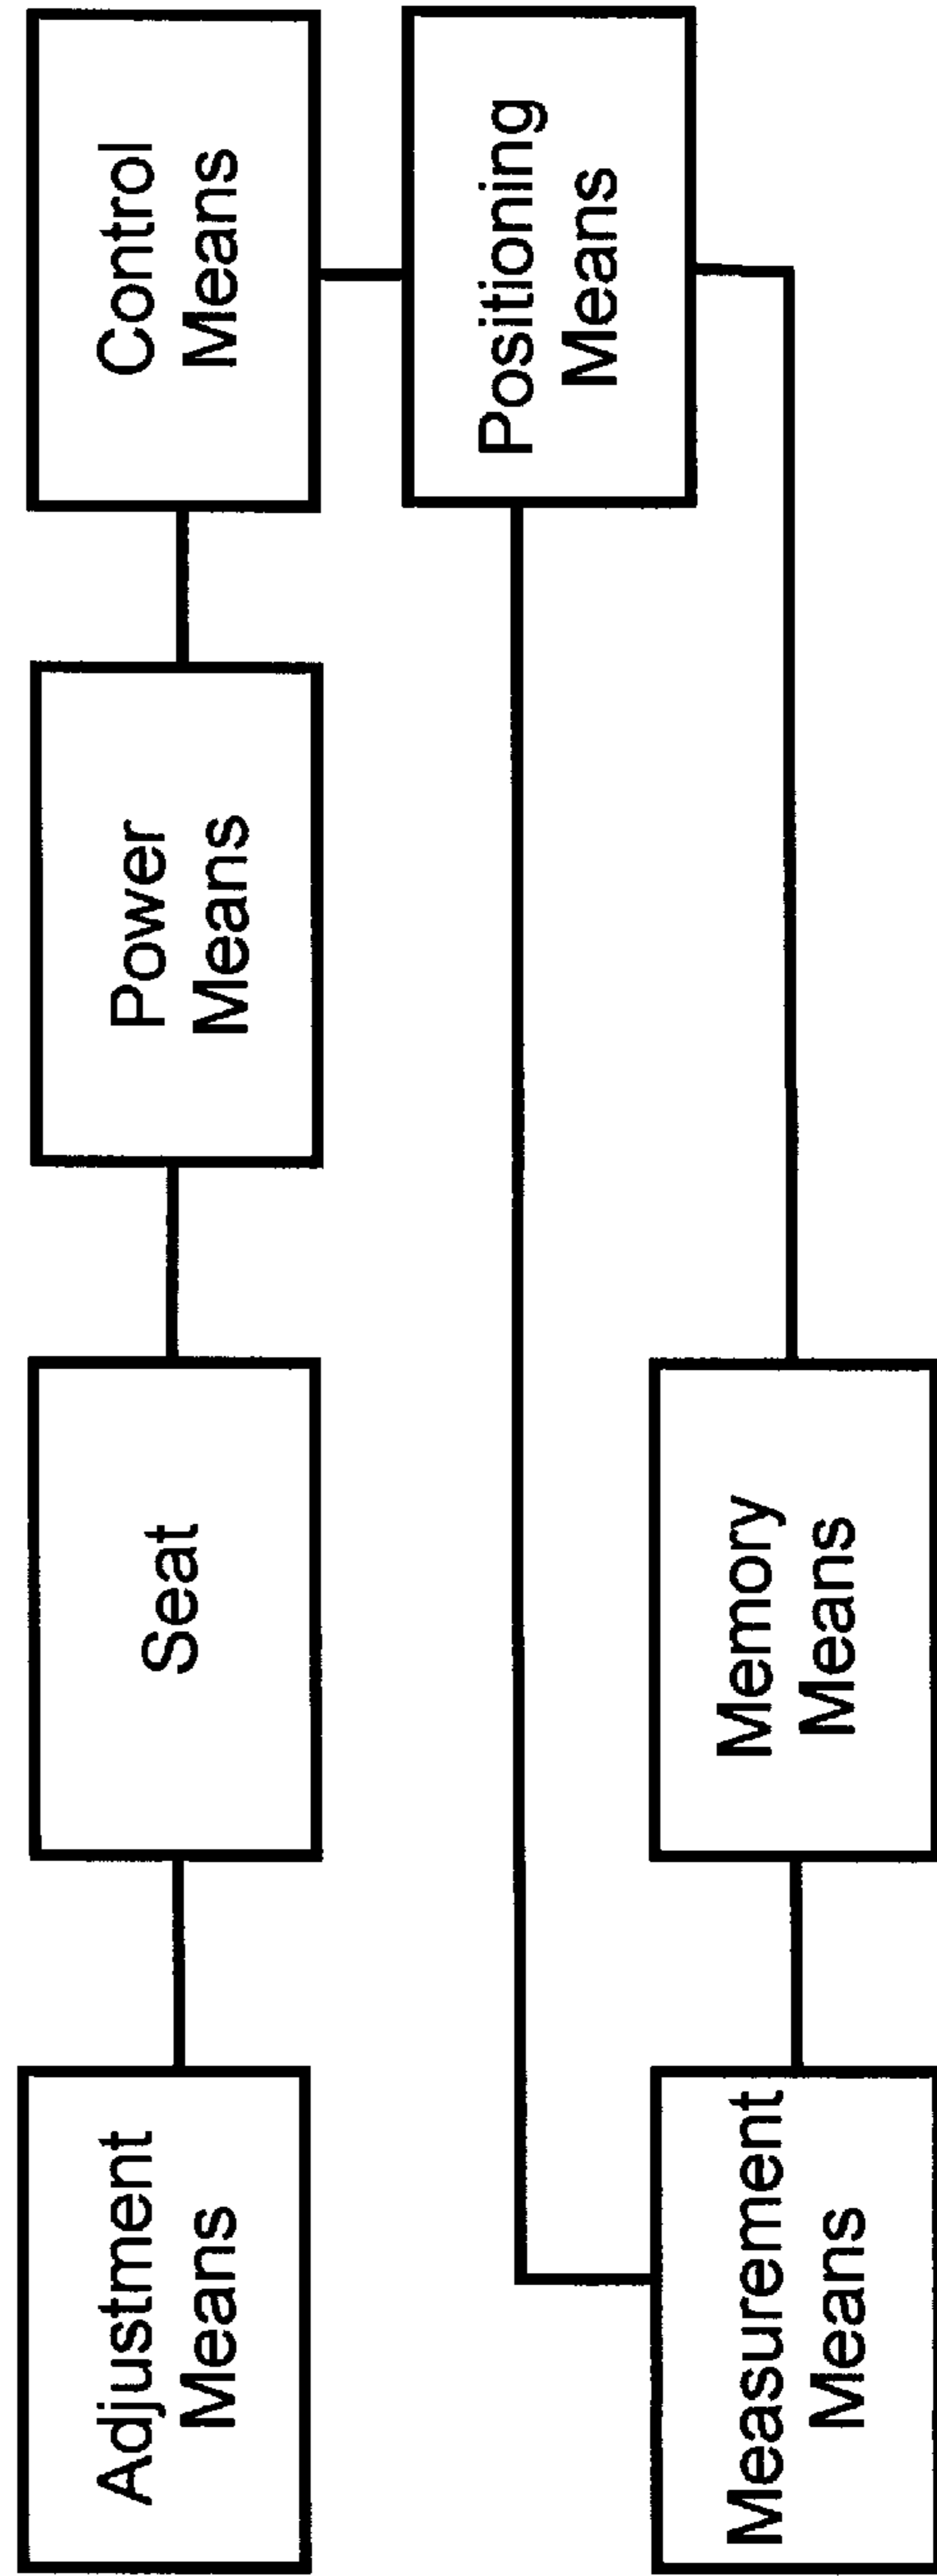 Adjustment
Means
Seat
Power
Means
Control
Means
Positioning
Means
Measurement
Means
Memory
Means